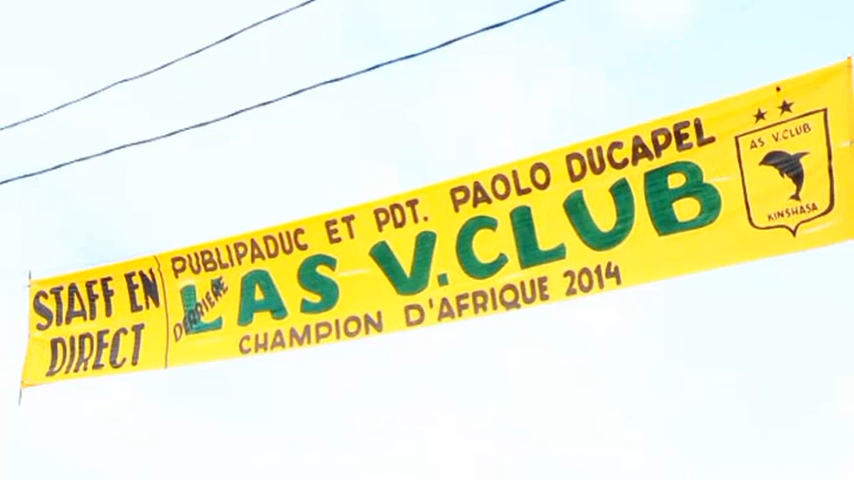 STAFF EN
DIRECT
PUBLIPADUC ET PDT. PAOLO DUCAPEL
DERRIERE
L'AS V.CLUB
CHAMPION D'AFRIQUE 2014
AS V.CLUB
KINSHASA